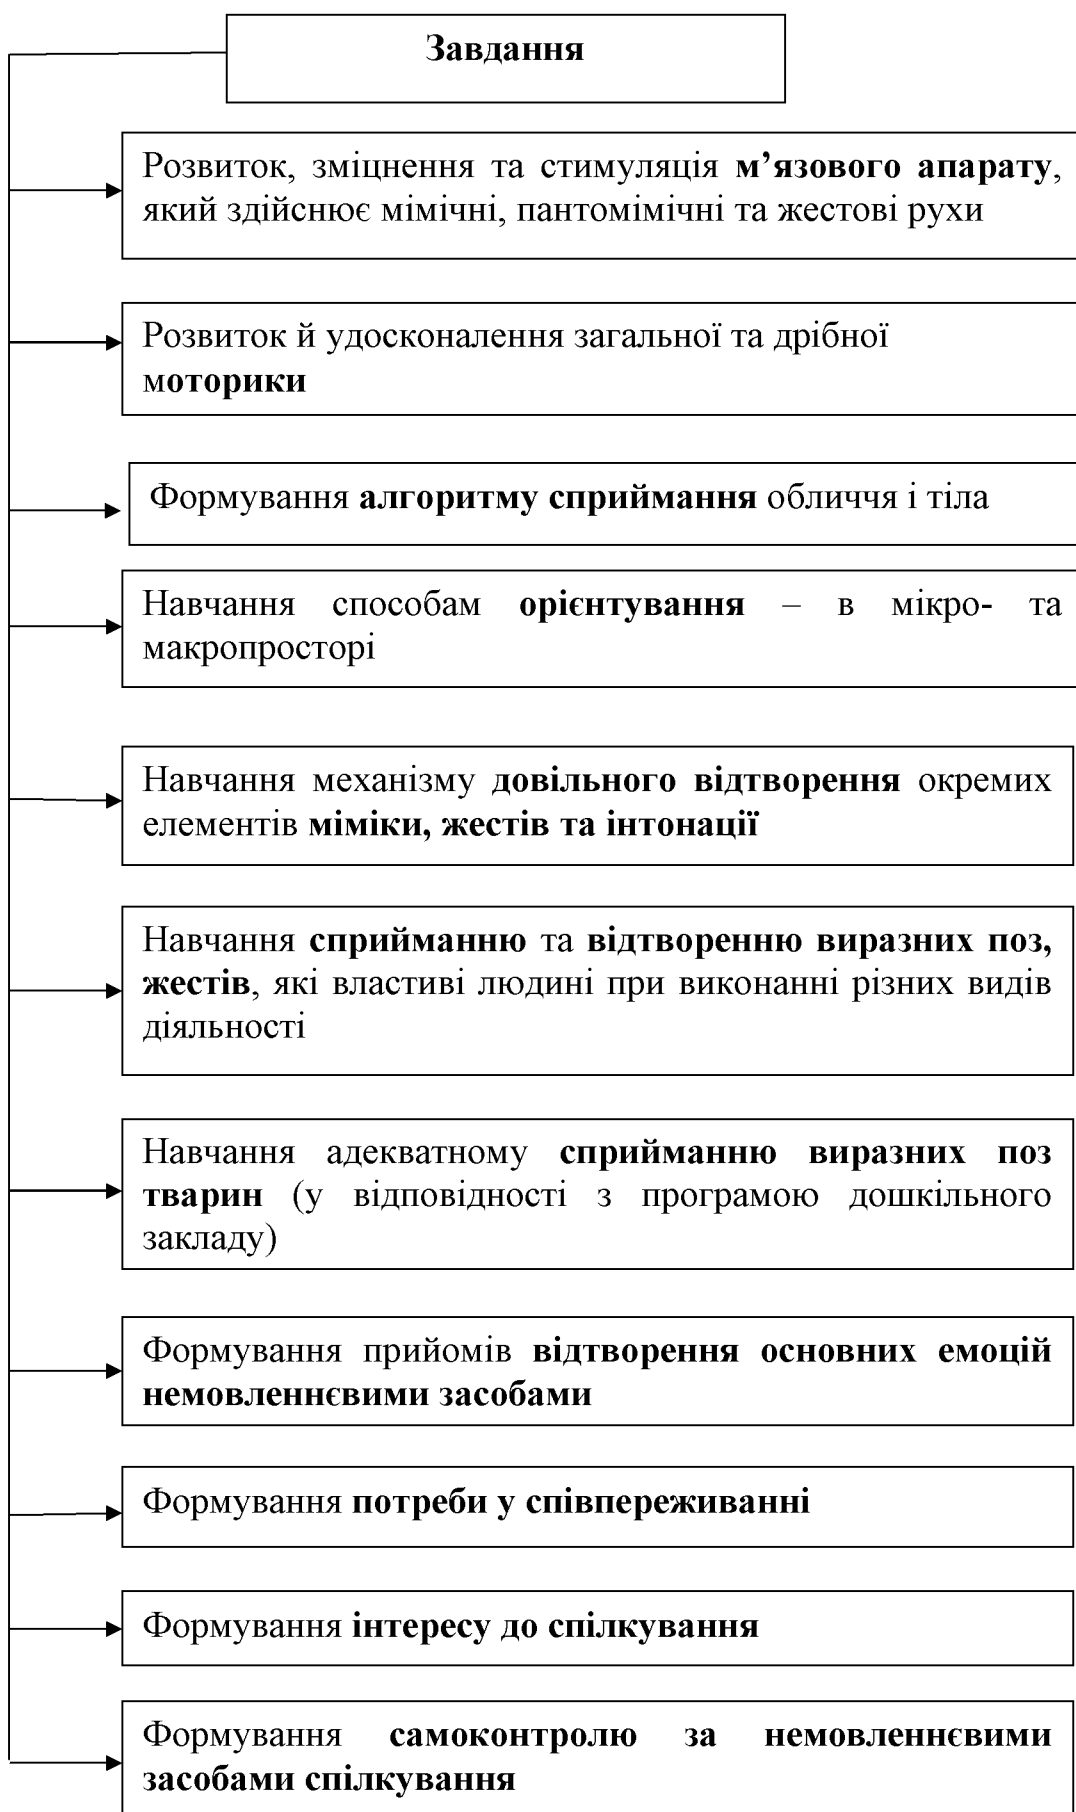 Завдання
Розвиток, зміцнення та стимуляція м’язового апарату,
який здійснює мімічні, пантомімічні та жестові рухи
Розвиток й удосконалення загальної та дрібної
моторики
Формування алгоритму сприймання обличчя і тіла
Навчання способам орієнтування – в мікро- та
макропросторі
Навчання механізму довільного відтворення окремих
елементів міміки, жестів та інтонації
Навчання сприйманню та відтворенню виразних поз,
жестів, які властиві людині при виконанні різних видів
діяльності
Навчання адекватному сприйманню виразних поз
тварин (у відповідності з програмою дошкільного
закладу)
Формування прийомів відтворення основних емоцій
немовленнєвими засобами
Формування потреби у співпереживанні
Формування інтересу до спілкування
Формування самоконтролю за немовленнєвими
засобами спілкування